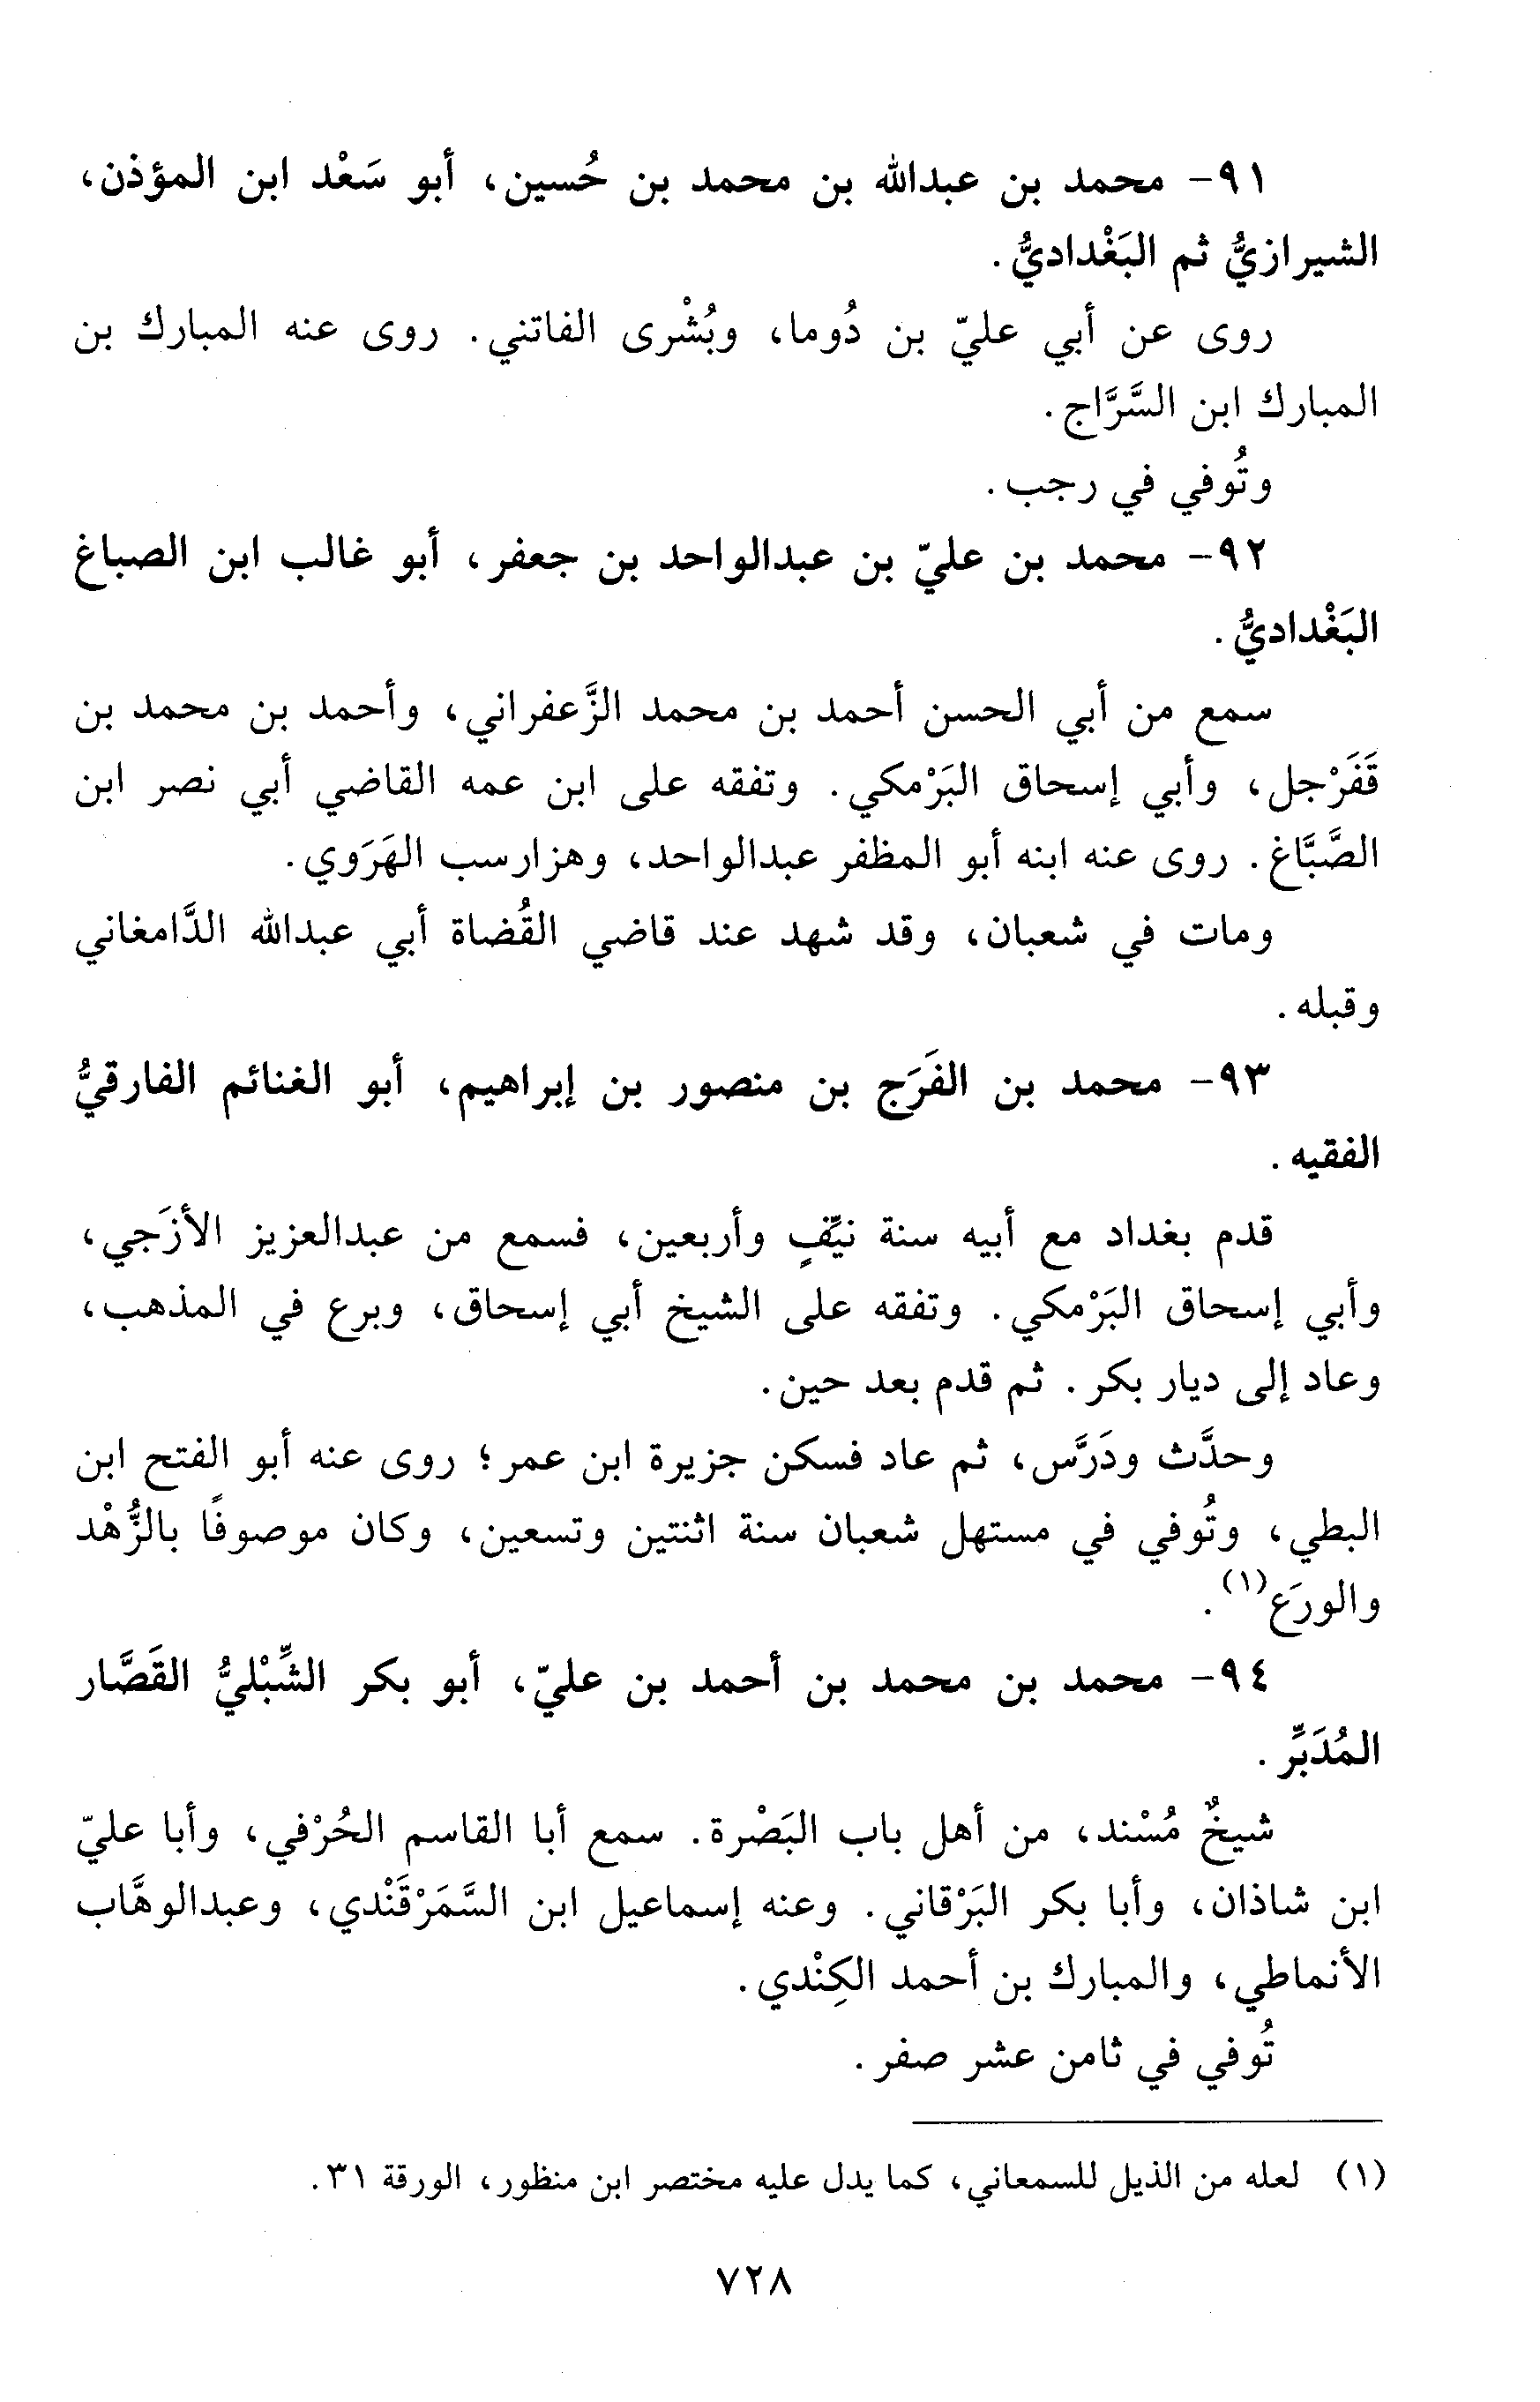 ٩١- محمد بن عبدالله بن محمد بن حُسين، أبو سَعْد ابن المؤذن،
الشيرازيُّ ثم البَغْداديُّ.
روى عن أبي عليّ بن دُوما، وبُشْرى الفاتني. روى عنه المبارك بن
المبارك ابن السَّرَّاج.
وتُوفي في رجب.
٩٢- محمد بن عليّ بن عبدالواحد بن جعفر، أبو غالب ابن الصباغ
البَغْداديُّ.
سمع من أبي الحسن أحمد بن محمد الزَّعفراني، وأحمد بن محمد بن
قَفَرْجل، وأبي إسحاق البَرْمكي. وتفقه على ابن عمه القاضي أبي نصر ابن
الصَّبَّاغ. روى عنه ابنه أبو المظفر عبدالواحد، وهزارسب الهَرَوي.
ومات في شعبان، وقد شهد عند قاضي القُضاة أبي عبدالله الدَّامغاني
وقبله.
٩٣- محمد بن الفَرَج بن منصور بن إبراهيم، أبو الغنائم الفارقيُّ
الفقيه.
قدم بغداد مع أبيه سنة نيِّفٍ وأربعين، فسمع من عبدالعزيز الأزَجي،
وأبي إسحاق البَرْمكي. وتفقه على الشيخ أبي إسحاق، وبرع في المذهب،
وعاد إلى ديار بكر. ثم قدم بعد حين.
وحدَّث ودَرَّس، ثم عاد فسكن جزيرة ابن عمر؛ روى عنه أبو الفتح ابن
البطي، وتُوفي في مستهل شعبان سنة اثنتين وتسعين، وكان موصوفًا بالزُّهْد
والورَع(١).
٩٤- محمد بن محمد بن أحمد بن عليّ، أبو بكر الشِّبْليُّ القَصَّار
المُدَبِّر.
شيخٌ مُسْند، من أهل باب البَصْرة. سمع أبا القاسم الحُرْفي، وأبا عليّ
ابن شاذان، وأبا بكر البَرْقاني. وعنه إسماعيل ابن السَّمَرْقَنْدي، وعبدالوهَّاب
الأنماطي، والمبارك بن أحمد الكِنْدي.
تُوفي في ثامن عشر صفر.
(١) لعله من الذيل للسمعاني، كما يدل عليه مختصر ابن منظور، الورقة ٣١.
٧٢٨